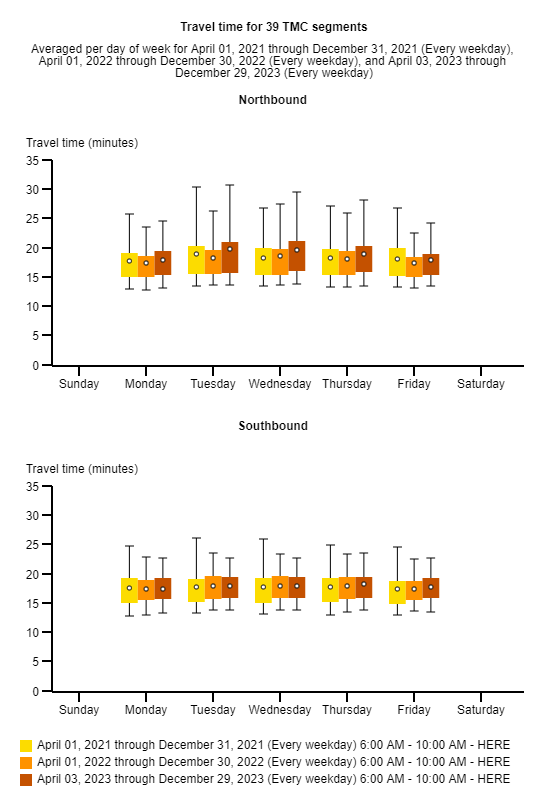 Travel time for 39 TMC segments
Averaged per day of week for April 01, 2021 through December 31, 2021 (Every weekday),
April 01, 2022 through December 30, 2022 (Every weekday), and April 03, 2023 through
December 29, 2023 (Every weekday)
Northbound
Travel time (minutes)
35
30
25
20
15
10
5
0
Sunday Monday Tuesday Wednesday Thursday Friday Saturday
Southbound
Travel time (minutes)
35
30
25
20
15
10
5
0
Sunday Monday Tuesday Wednesday Thursday Friday Saturday
April 01, 2021 through December 31, 2021 (Every weekday) 6:00 AM - 10:00 AM - HERE
April 01, 2022 through December 30, 2022 (Every weekday) 6:00 AM - 10:00 AM - HERE
April 03, 2023 through December 29, 2023 (Every weekday) 6:00 AM - 10:00 AM - HERE